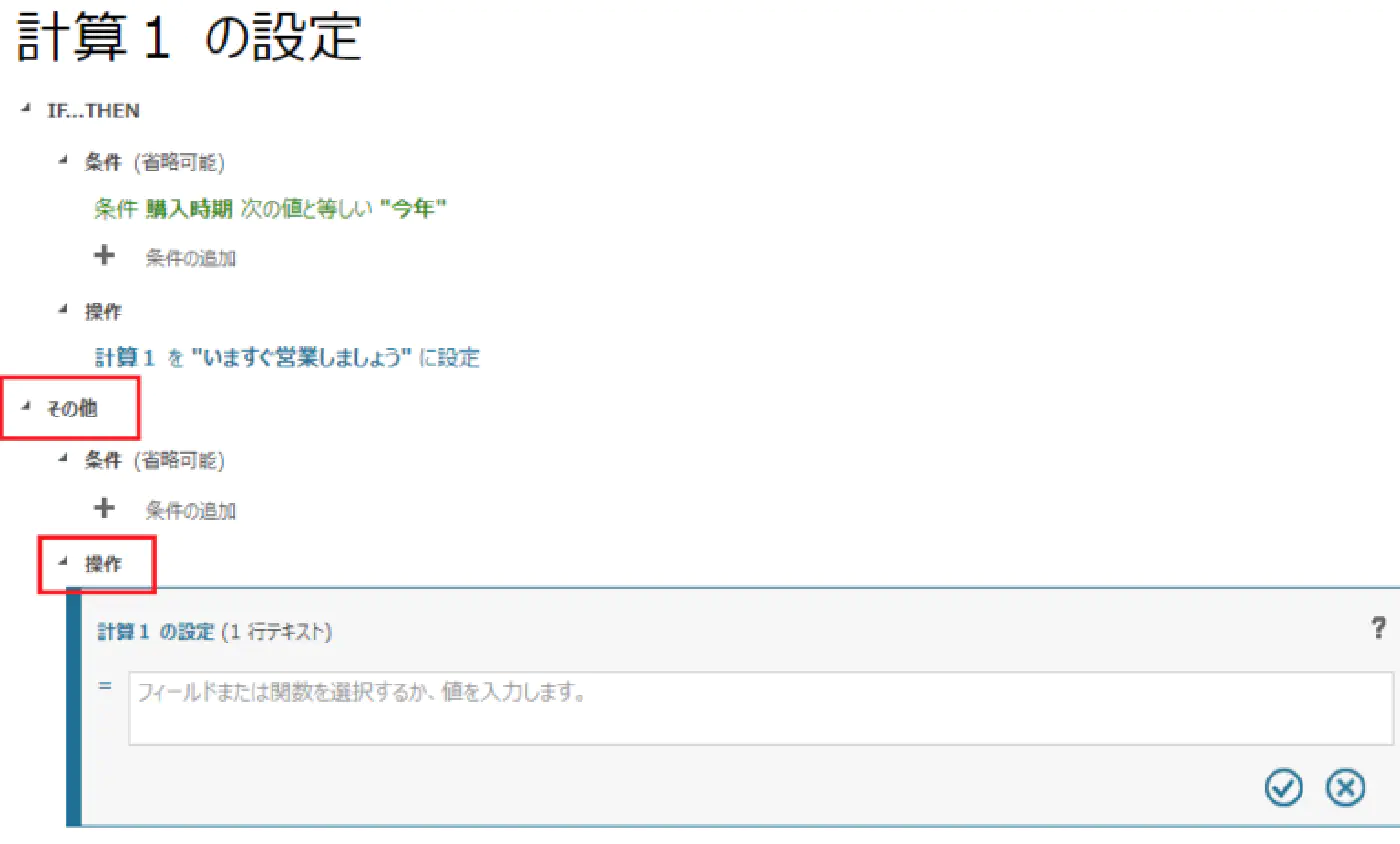 計算１ の設定
IF...THEN
条件 (省略可能)
条件 購入時期 次の値と等しい "今年"
条件の追加
操作
計算１ を "いますぐ営業しましょう" に設定
その他
条件 (省略可能)
条件の追加
操作
計算１ の設定 (1 行テキスト)
?
= フィールドまたは関数を選択するか、値を入力します。